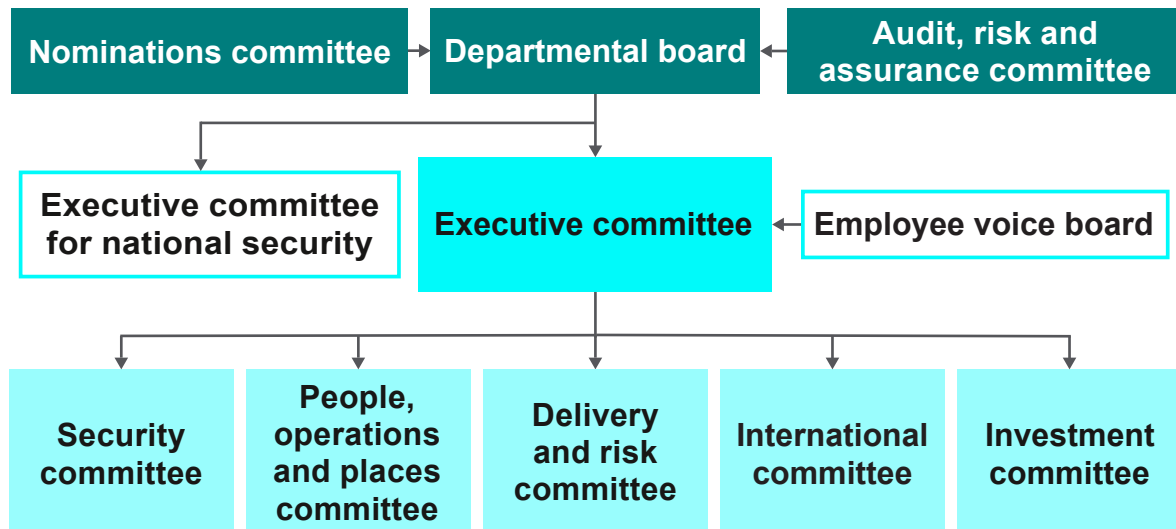 Nominations committee
Departmental board
Audit, risk and
assurance committee
Executive committee
for national security
Executive committee
Employee voice board
Security
committee
People,
operations
and places
committee
Delivery
and risk
committee
International
committee
Investment
committee